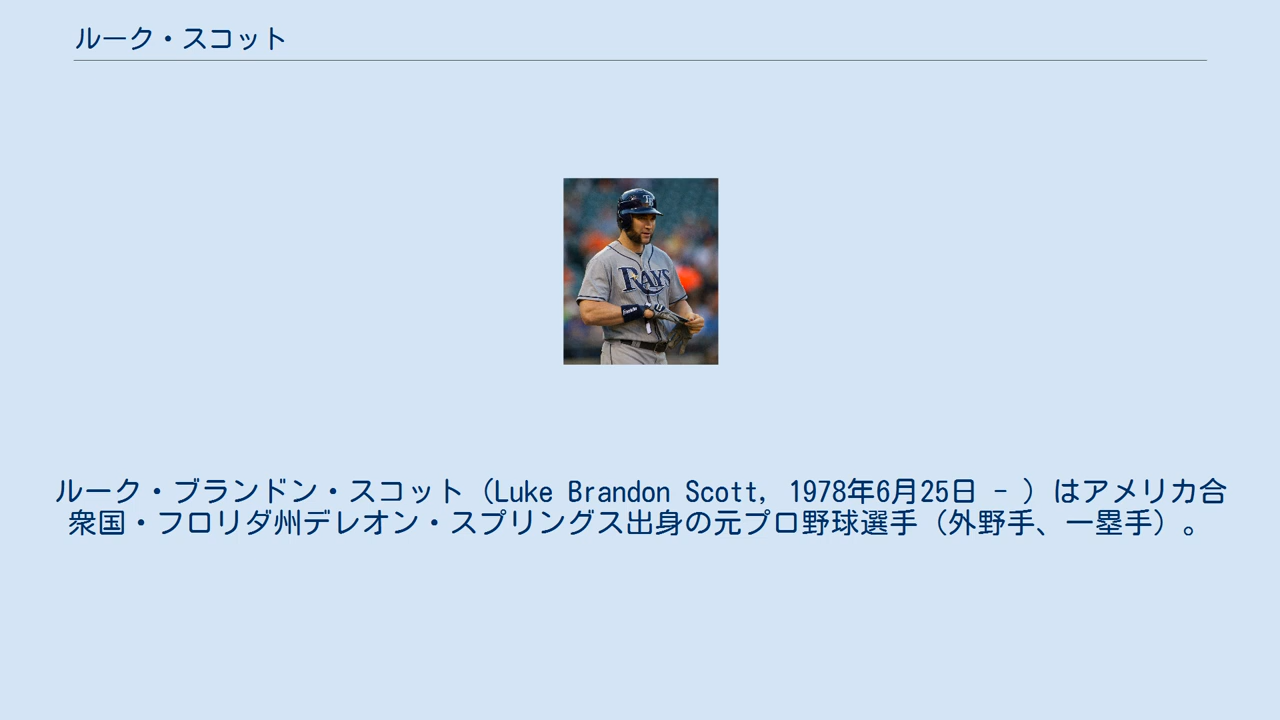 ルーク・スコット
RAYS
ルーク・ブランドン・スコット（Luke Brandon Scott, 1978年6月25日 - ）はアメリカ合
衆国・フロリダ州デレオン・スプリングス出身の元プロ野球選手（外野手、一塁手）。